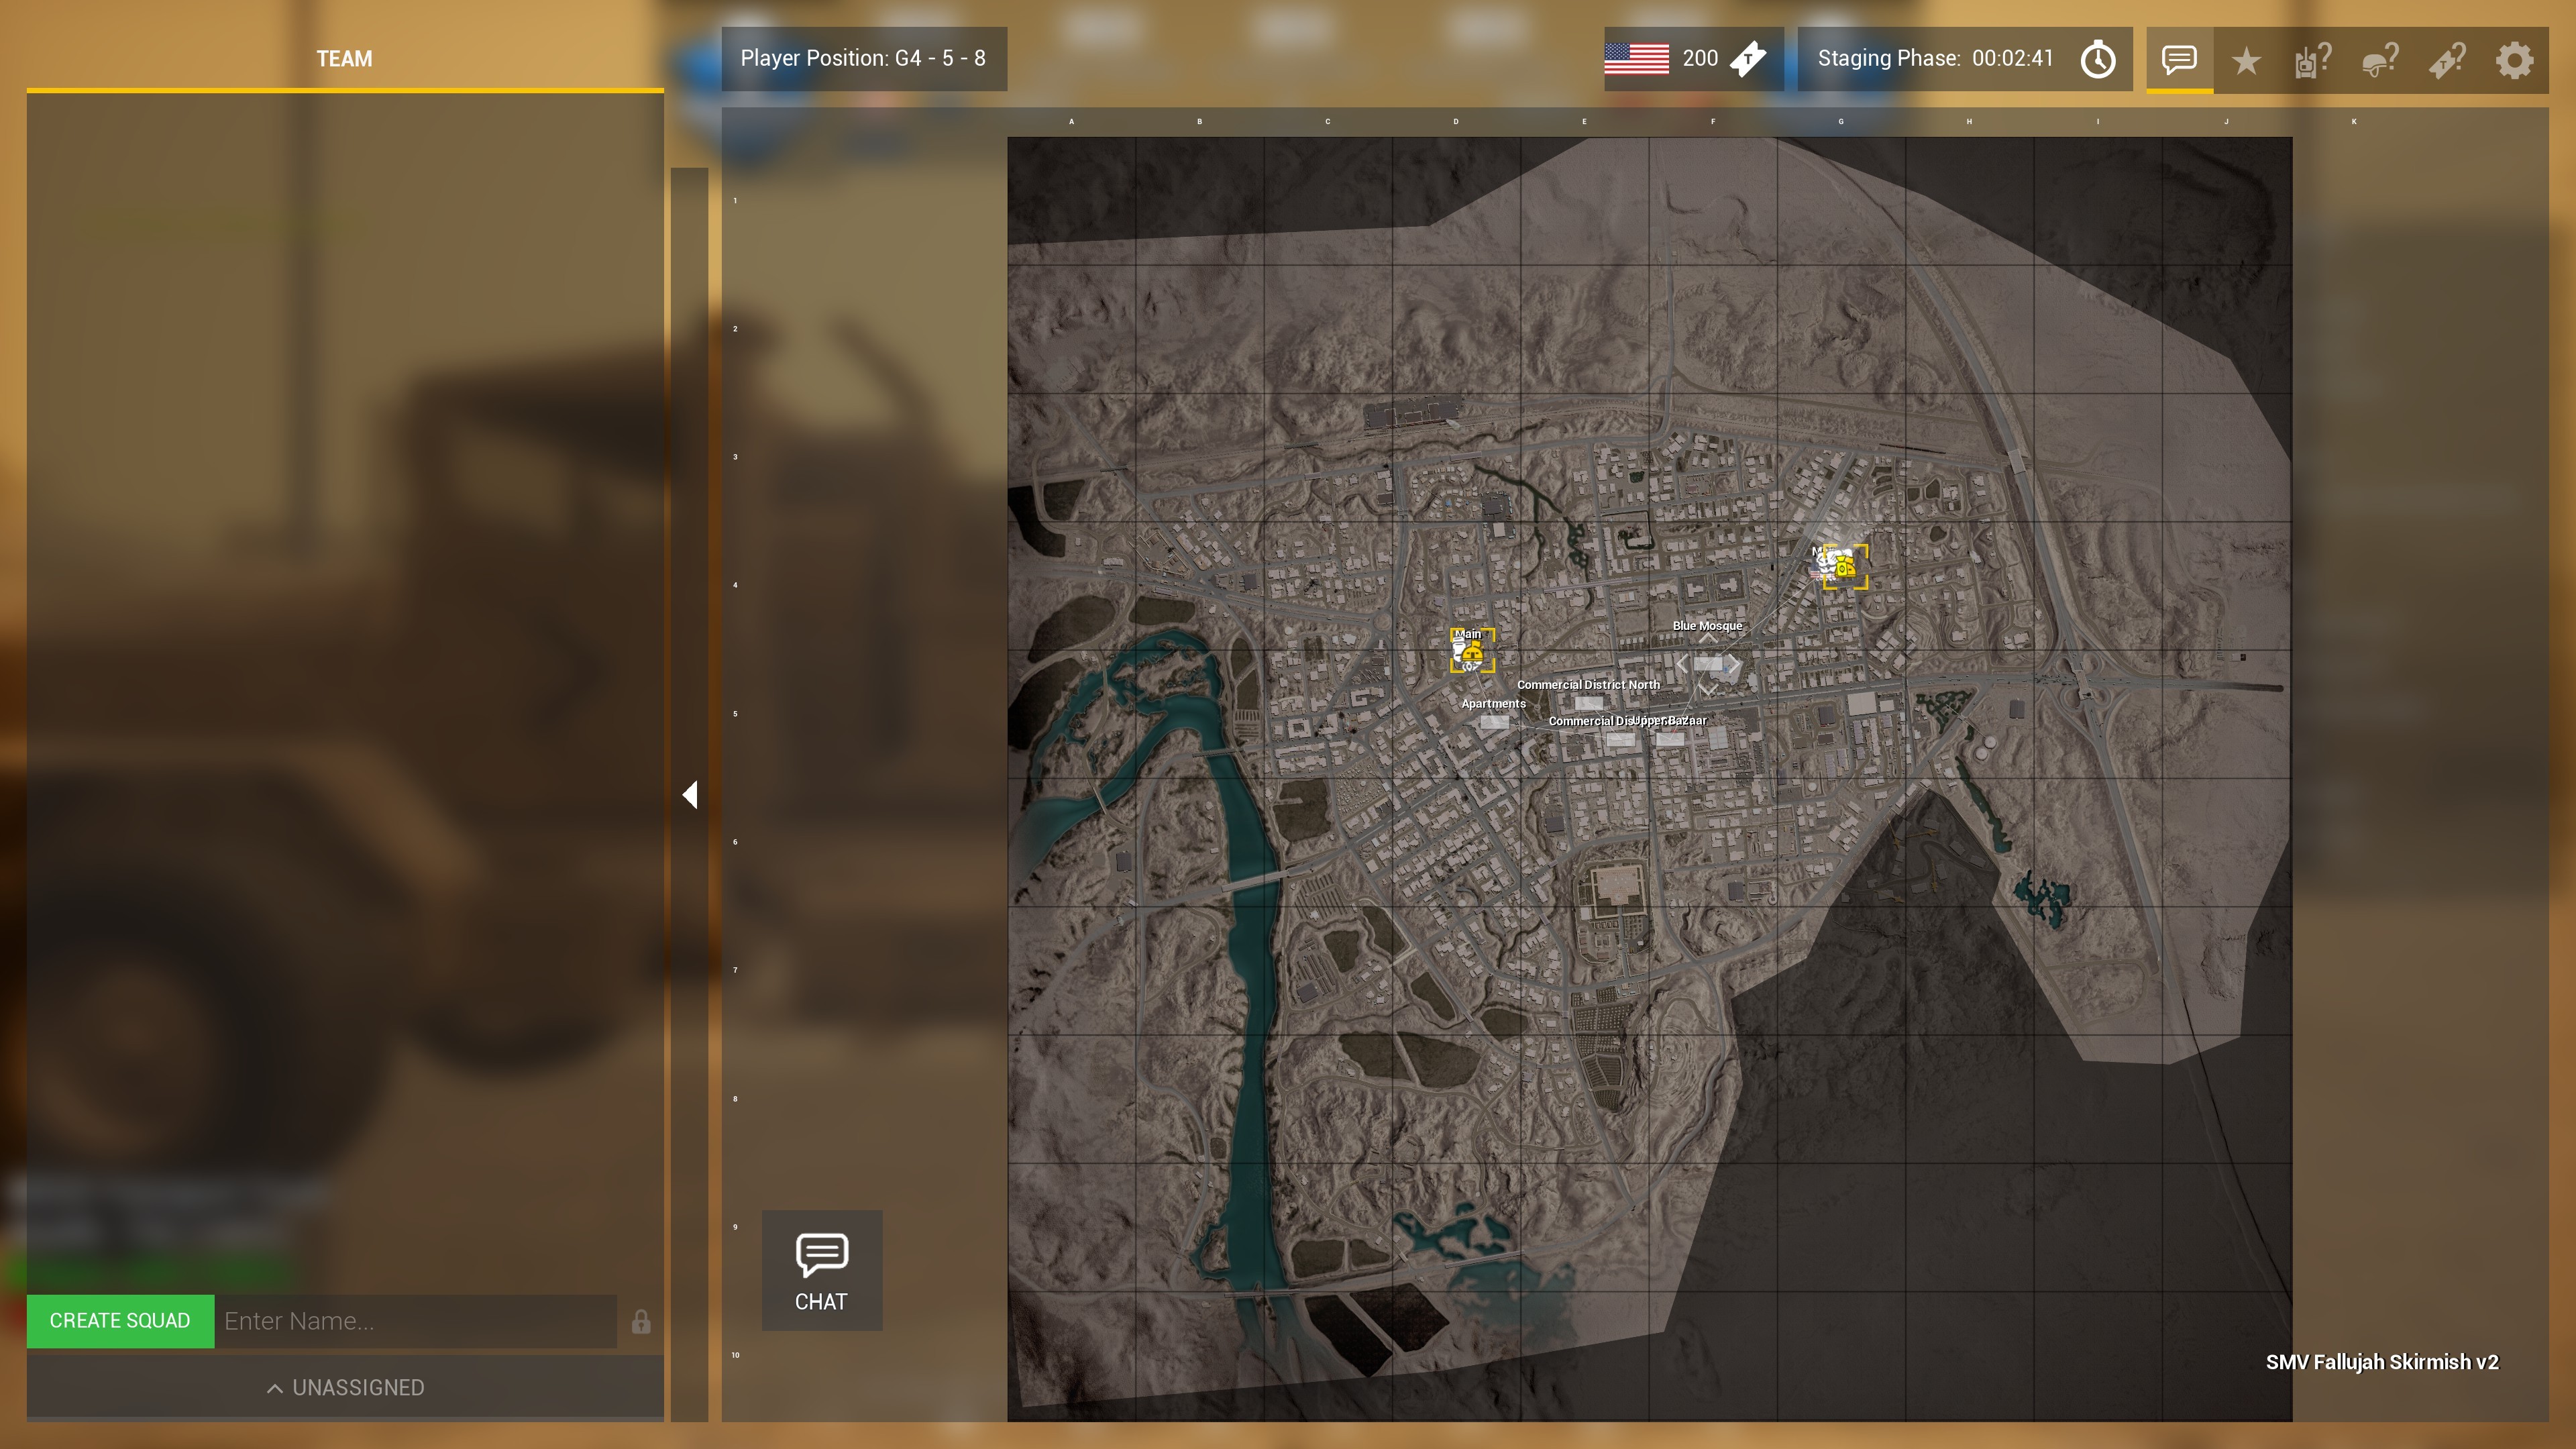 TEAM
Player Position: G4 - 5 - 8
200
T
Staging Phase: 00:02:41
? ? T ?
A B C D E F G H I J K
1
2
3
4
5
6
7
8
9
10
Main
Blue Mosque
Commercial District North
Apartments
Upper Bazaar
CHAT
CREATE SQUAD
Enter Name...
UNASSIGNED
SMV Fallujah Skirmish v2